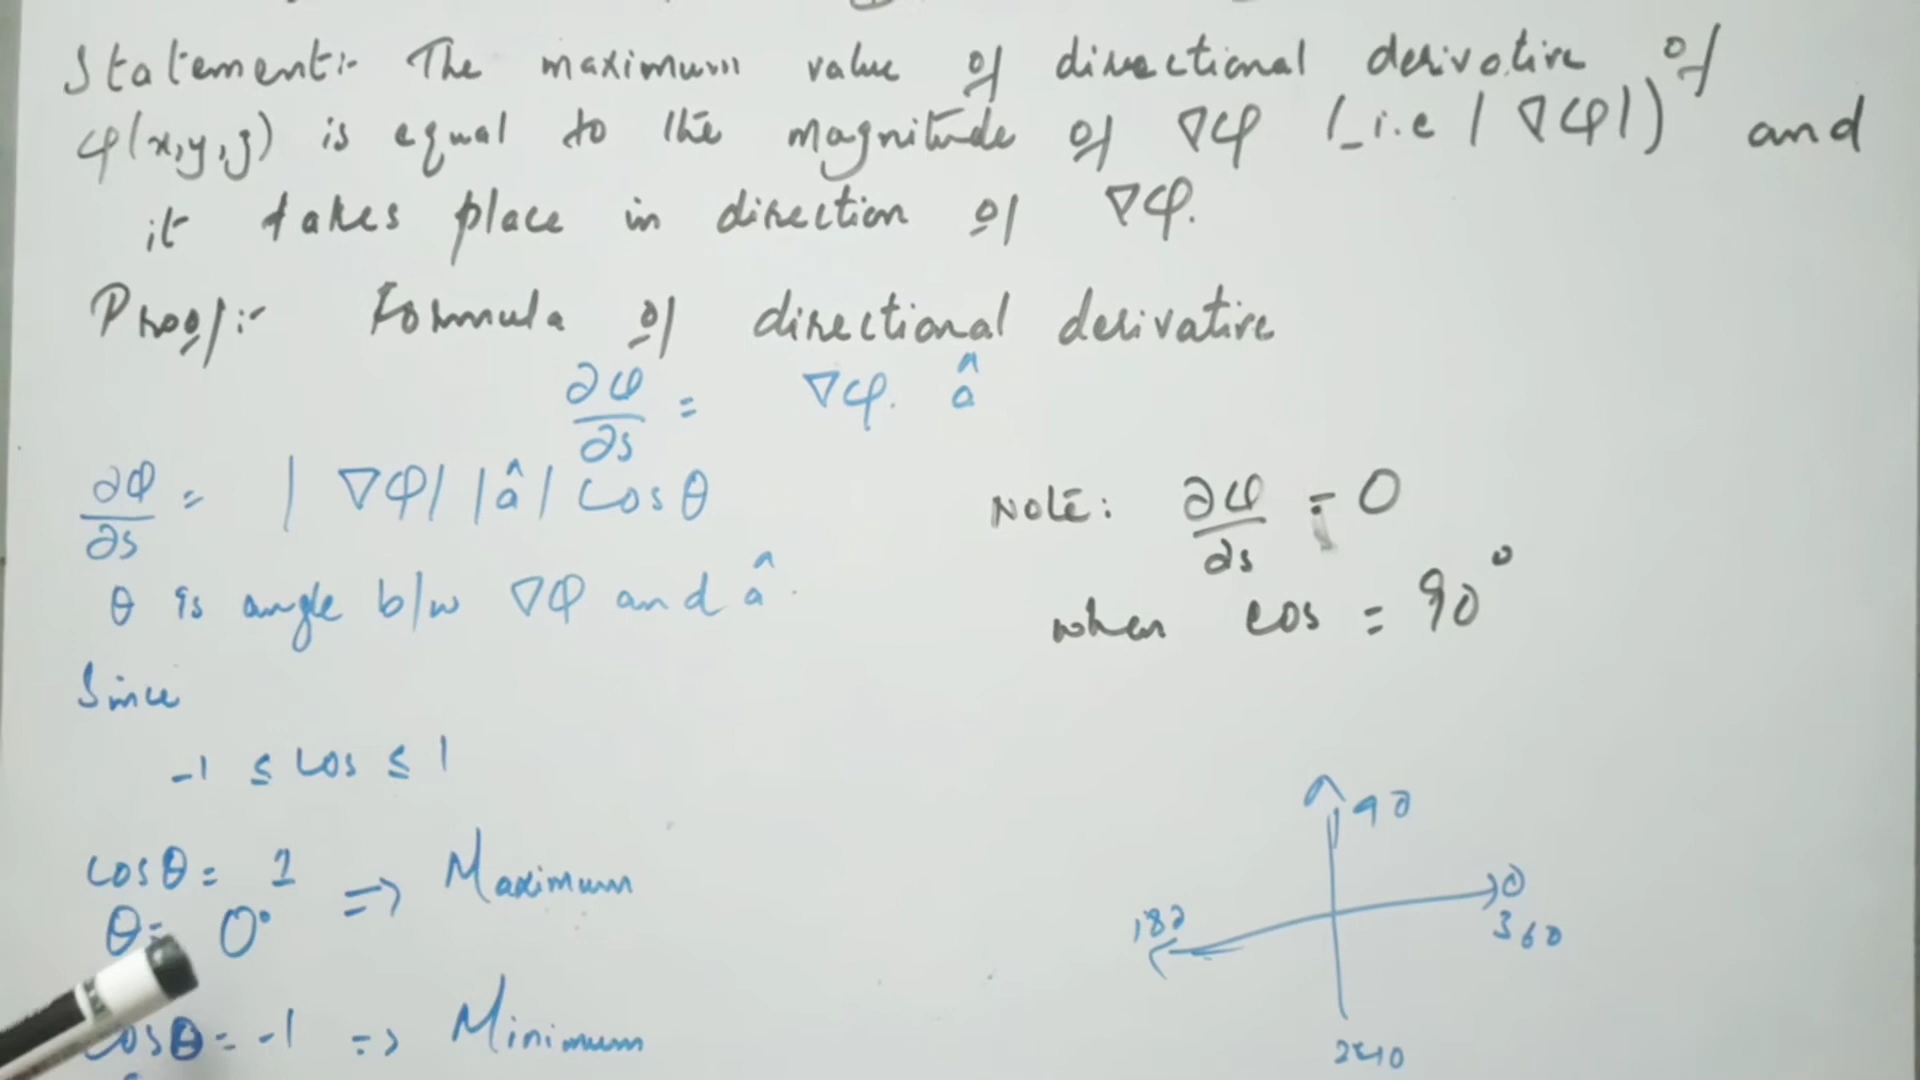 Statement:- The maximum value of directional derivative of
φ(x,y,z) is equal to the magnitude of ∇φ (i.e |∇φ|) and
it takes place in direction of ∇φ.
Proof:- Formula of directional derivative
∂φ/∂s = ∇φ. â
∂φ/∂s = |∇φ| |â| cosθ
θ is angle b/w ∇φ and â.
Since
-1 ≤ cos ≤ 1
cosθ = 1
θ = 0° => Maximum
cosθ = -1 => Minimum
Note: ∂φ/∂s = 0
when cos = 90°
90
0
180
360